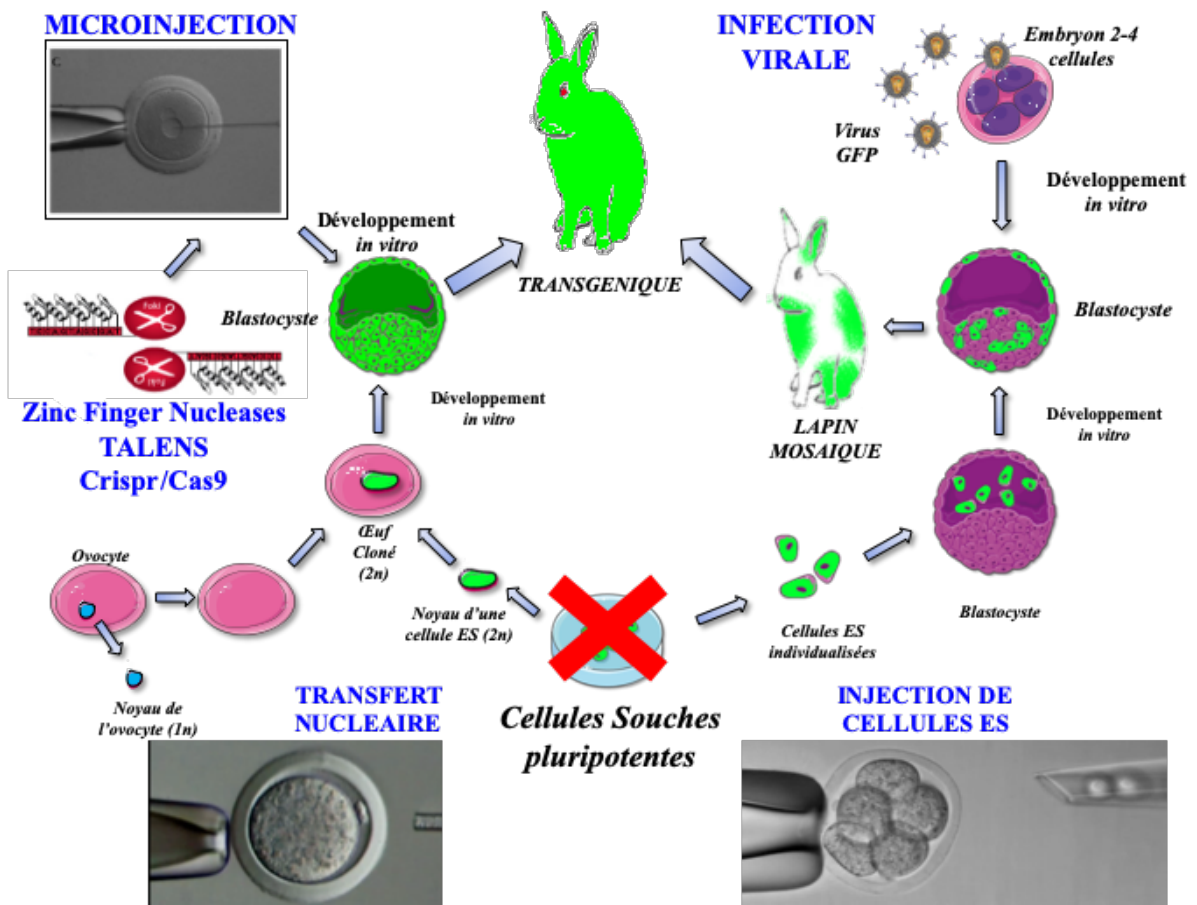 MICROINJECTION
INFECTION
VIRALE
Embryon 2-4
cellules
Virus
GFP
Développement
in vitro
Développement
in vitro
TRANSGENIQUE
Blastocyste
FokI
FokI
Blastocyste
Zinc Finger Nucleases
TALENS
Crispr/Cas9
Développement
in vitro
LAPIN
MOSAIQUE
Développement
in vitro
Œuf
Cloné
(2n)
Ovocyte
Noyau d'une
cellule ES (2n)
Cellules ES
individualisées
Blastocyste
Noyau de
l'ovocyte (1n)
TRANSFERT
NUCLEAIRE
Cellules Souches
pluripotentes
INJECTION DE
CELLULES ES